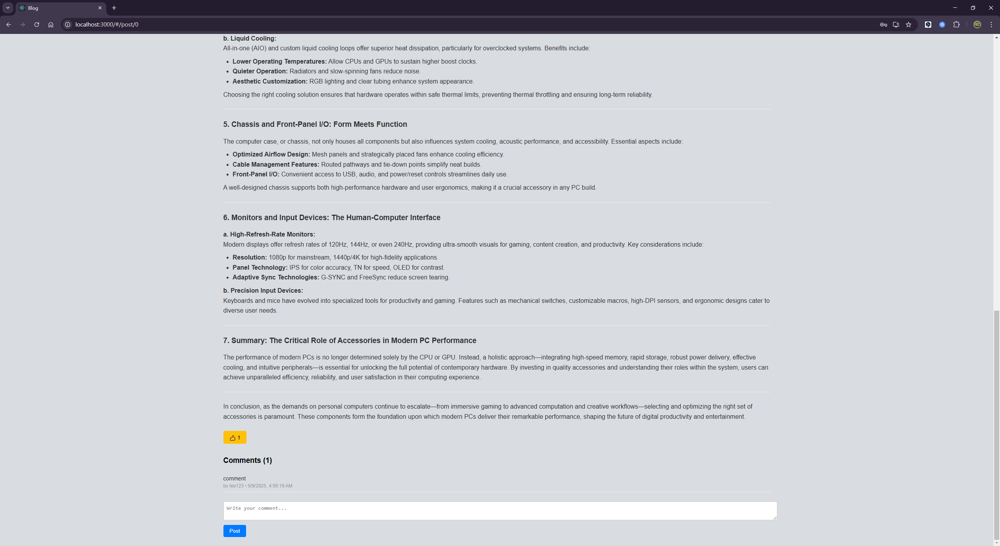 Blog
localhost:3000/#/post/0
b. Liquid Cooling:
All-in-one (AIO) and custom liquid cooling loops offer superior heat dissipation, particularly for overclocked systems. Benefits include:
• Lower Operating Temperatures: Allow CPUs and GPUs to sustain higher boost clocks.
• Quieter Operation: Radiators and slow-spinning fans reduce noise.
• Aesthetic Customization: RGB lighting and clear tubing enhance system appearance.
Choosing the right cooling solution ensures that hardware operates within safe thermal limits, preventing thermal throttling and ensuring long-term reliability.
5. Chassis and Front-Panel I/O: Form Meets Function
The computer case, or chassis, not only houses all components but also influences system cooling, acoustic performance, and accessibility. Essential aspects include:
• Optimized Airflow Design: Mesh panels and strategically placed fans enhance cooling efficiency.
• Cable Management Features: Routed pathways and tie-down points simplify neat builds.
• Front-Panel I/O: Convenient access to USB, audio, and power/reset controls streamlines daily use.
A well-designed chassis supports both high-performance hardware and user ergonomics, making it a crucial accessory in any PC build.
6. Monitors and Input Devices: The Human-Computer Interface
a. High-Refresh-Rate Monitors:
Modern displays offer refresh rates of 120Hz, 144Hz, or even 240Hz, providing ultra-smooth visuals for gaming, content creation, and productivity. Key considerations include:
• Resolution: 1080p for mainstream, 1440p/4K for high-fidelity applications.
• Panel Technology: IPS for color accuracy, TN for speed, OLED for contrast.
• Adaptive Sync Technologies: G-SYNC and FreeSync reduce screen tearing.
b. Precision Input Devices:
Keyboards and mice have evolved into specialized tools for productivity and gaming. Features such as mechanical switches, customizable macros, high-DPI sensors, and ergonomic designs cater to
diverse user needs.
7. Summary: The Critical Role of Accessories in Modern PC Performance
The performance of modern PCs is no longer determined solely by the CPU or GPU. Instead, a holistic approach—integrating high-speed memory, rapid storage, robust power delivery, effective
cooling, and intuitive peripherals—is essential for unlocking the full potential of contemporary hardware. By investing in quality accessories and understanding their roles within the system, users can
achieve unparalleled efficiency, reliability, and user satisfaction in their computing experience.
In conclusion, as the demands on personal computers continue to escalate—from immersive gaming to advanced computation and creative workflows—selecting and optimizing the right set of
accessories is paramount. These components form the foundation upon which modern PCs deliver their remarkable performance, shaping the future of digital productivity and entertainment.
1
Comments (1)
comment
by leo123 • 5/9/2025, 4:59:19 AM
Write your comment...
Post